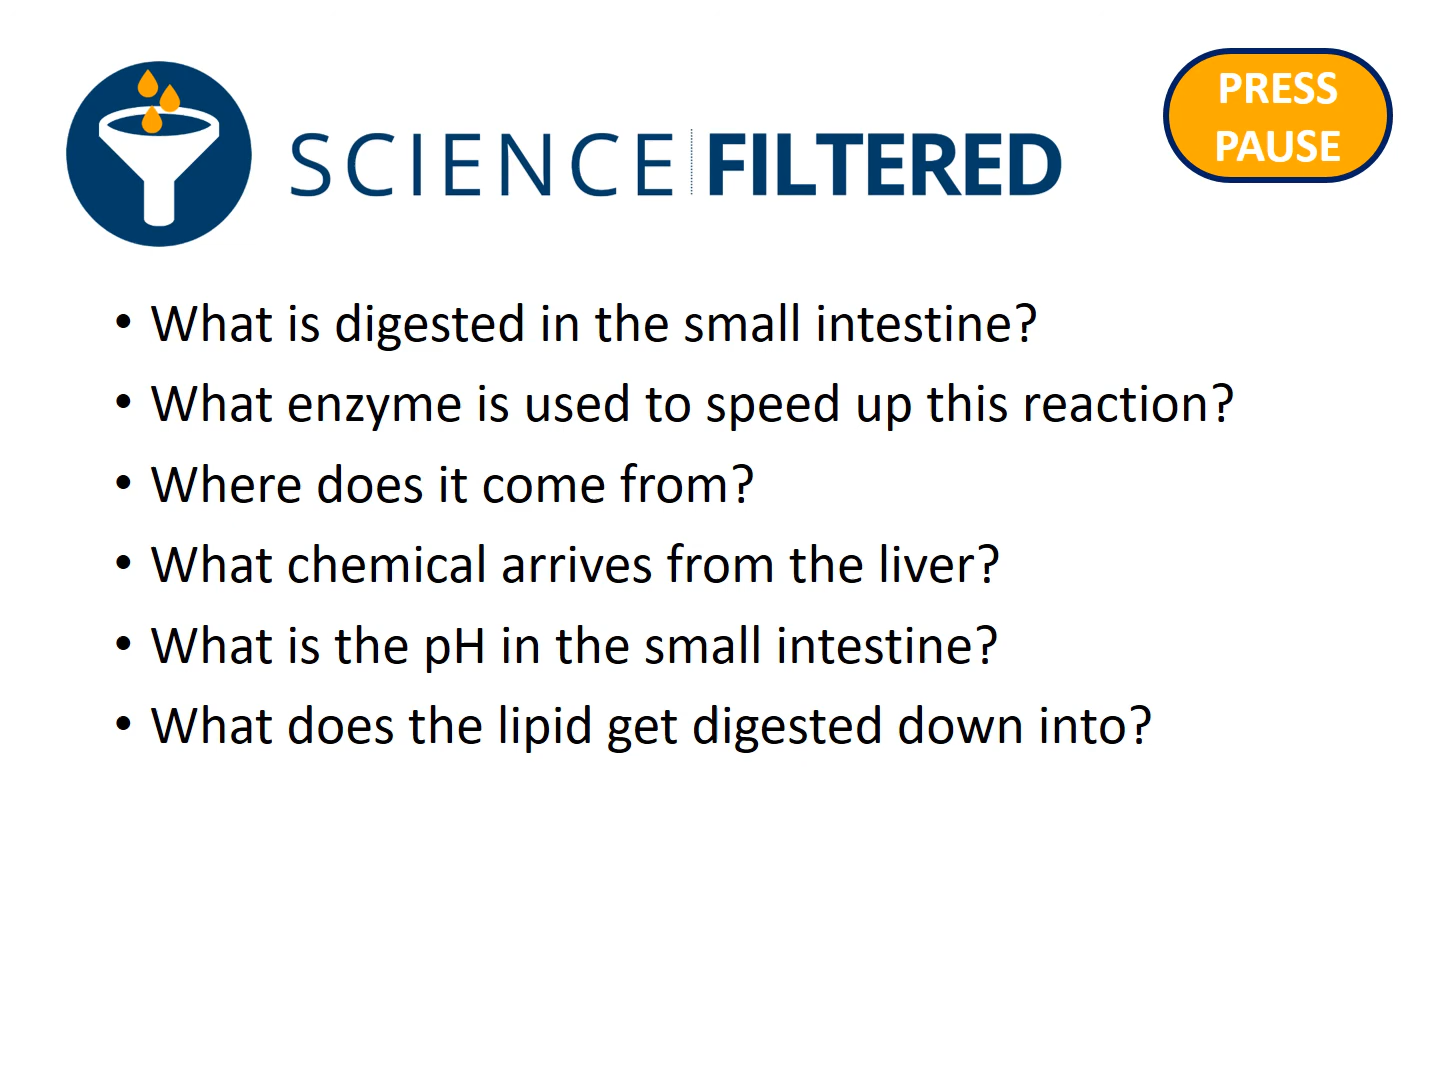 SCIENCE FILTERED
PRESS
PAUSE
• What is digested in the small intestine?
• What enzyme is used to speed up this reaction?
• Where does it come from?
• What chemical arrives from the liver?
• What is the pH in the small intestine?
• What does the lipid get digested down into?